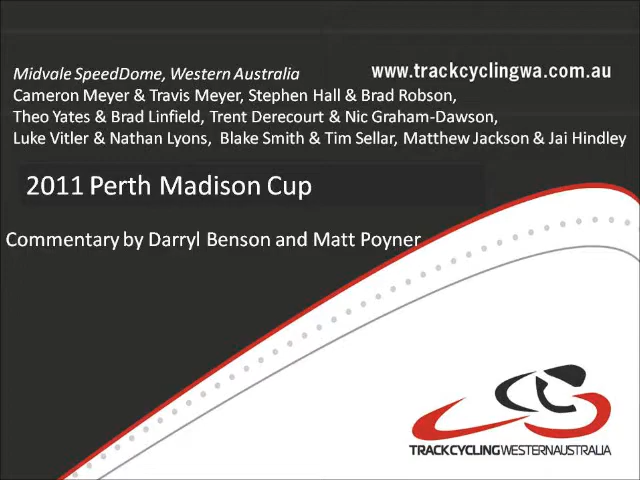 Midvale SpeedDome, Western Australia
www.trackcyclingwa.com.au
Cameron Meyer & Travis Meyer, Stephen Hall & Brad Robson,
Theo Yates & Brad Linfield, Trent Derecourt & Nic Graham-Dawson,
Luke Vitler & Nathan Lyons, Blake Smith & Tim Sellar, Matthew Jackson & Jai Hindley
2011 Perth Madison Cup
Commentary by Darryl Benson and Matt Poyner
TRACKCYCLINGWESTERNAUSTRALIA